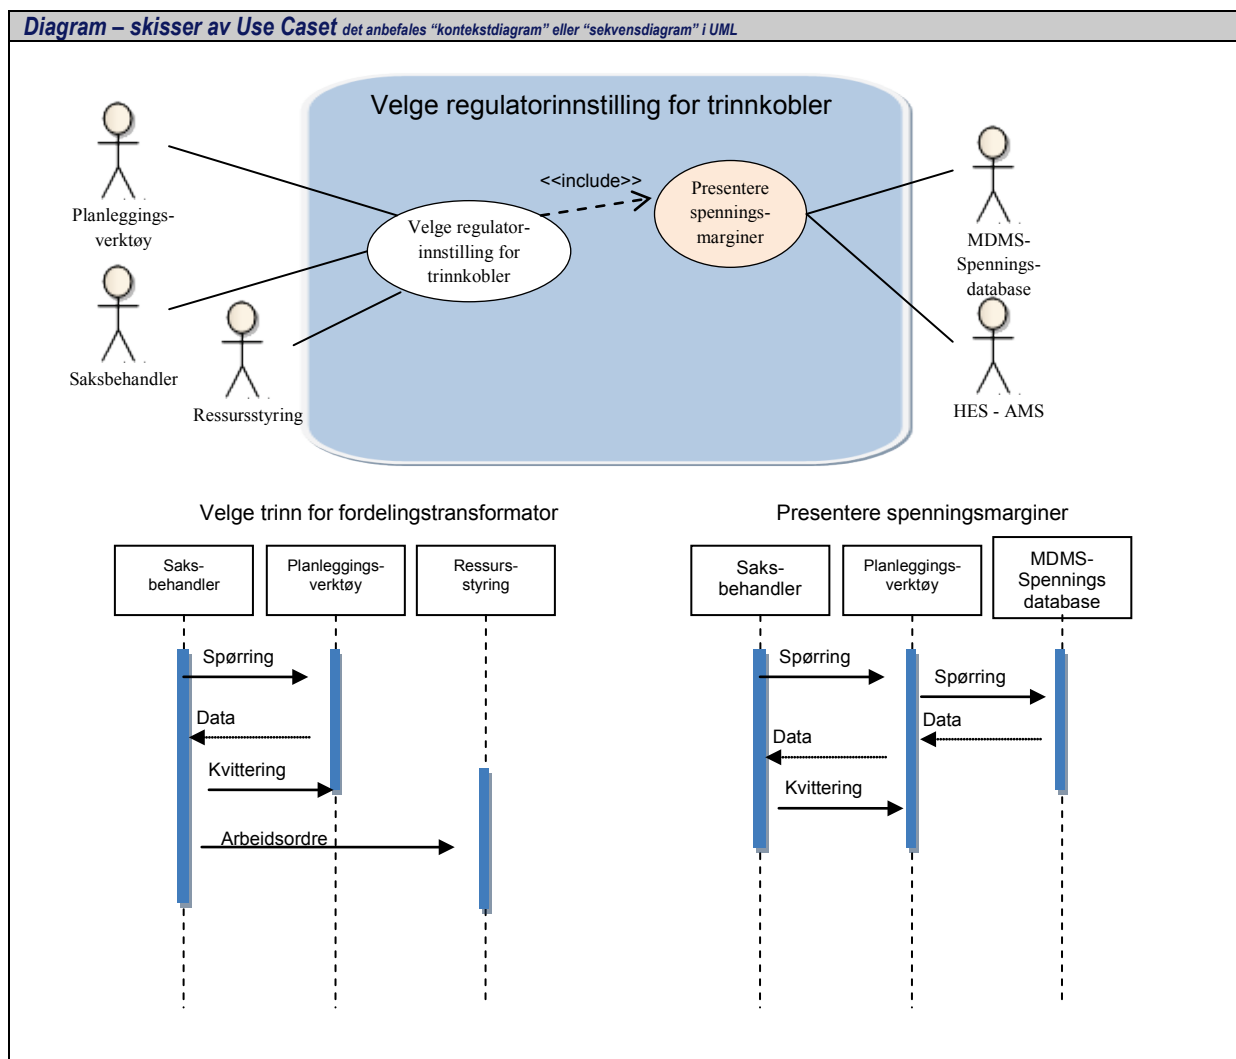 Diagram – skisser av Use Caset det anbefales “kontekstdiagram” eller “sekvensdiagram” i UML
Velge regulatorinnstilling for trinnkobler
Planleggings-
verktøy
Saksbehandler
Ressursstyring
Velge regulator-
innstilling for
trinnkobler
<<include>>
Presentere
spennings-
marginer
MDMS-
Spennings-
database
HES - AMS
Velge trinn for fordelingstransformator
Saks-
behandler
Planleggings-
verktøy
Ressurs-
styring
Spørring
Data
Kvittering
Arbeidsordre
Presentere spenningsmarginer
Saks-
behandler
Planleggings-
verktøy
MDMS-
Spennings
database
Spørring
Spørring
Data
Data
Kvittering